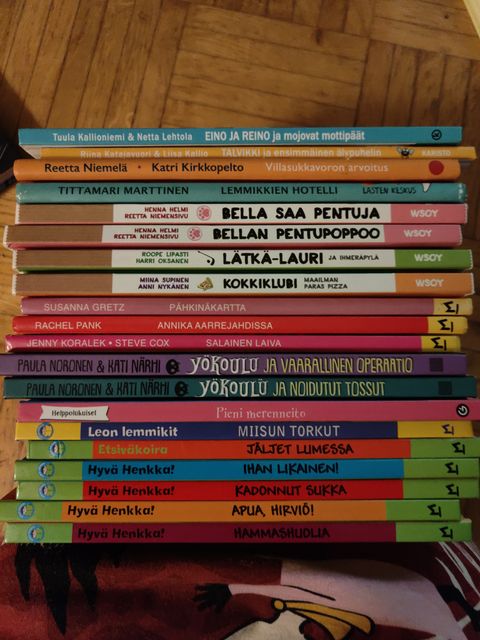 Tuula Kallioniemi & Netta Lehtola EINO JA REINO ja mojovat mottipäät
Riina Katajavuori & Liisa Kallio TALVIKKI ja ensimmäinen älypuhelin KARISTO
Reetta Niemelä • Katri Kirkkopelto Villasukkavoron arvoitus
TITTAMARI MARTTINEN LEMMIKKIEN HOTELLI LASTEN KESKUS
HENNA HELMI
REETTA NIEMENSIVU BELLA SAA PENTUJA WSOY
HENNA HELMI
REETTA NIEMENSIVU BELLAN PENTUPOPPOO WSOY
ROOPE LIPASTI
HARRI OKSANEN LÄTKÄ-LAURI JA IHMERÄPYLÄ WSOY
MIINA SUPINEN
ANNI NYKÄNEN KOKKIKLUBI MAAILMAN
PARAS PIZZA WSOY
SUSANNA GRETZ PÄHKINÄKARTTA
RACHEL PANK ANNIKA AARREJAHDISSA
JENNY KORALEK • STEVE COX SALAINEN LAIVA
PAULA NORONEN & KATI NÄRHI YÖKOULU JA VAARALLINEN OPERAATIO
PAULA NORONEN & KATI NÄRHI YÖKOULU JA NOIDUTUT TOSSUT
Helppolukuiset Pieni merenneito
Leon lemmikit MIISUN TORKUT
Etsiväkoira JÄLJET LUMESSA
Hyvä Henkka! IHAN LIKAINEN!
Hyvä Henkka! KADONNUT SUKKA
Hyvä Henkka! APUA, HIRVIÖ!
Hyvä Henkka! HAMMASHUOLIA